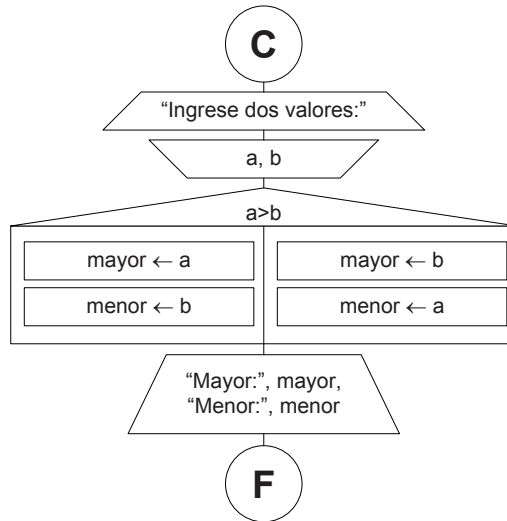 C
“Ingrese dos valores:”
a, b
a>b
mayor ← a
menor ← b
mayor ← b
menor ← a
“Mayor:”, mayor,
“Menor:”, menor
F